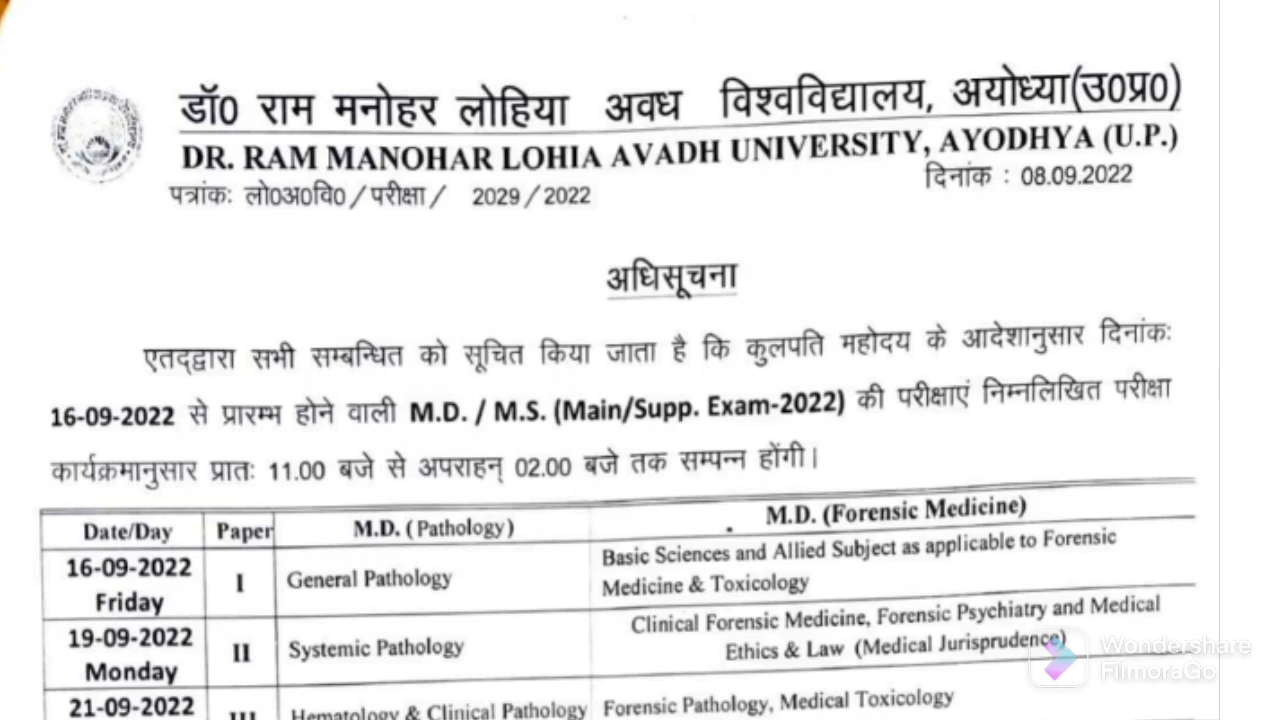 डॉ0 राम मनोहर लोहिया अवध विश्वविद्यालय, अयोध्या(उ0प्र0)
DR. RAM MANOHAR LOHIA AVADH UNIVERSITY, AYODHYA (U.P.)
पत्रांकः लो0अ0वि0/परीक्षा/ 2029/2022
दिनांक : 08.09.2022
अधिसूचना
एतद्द्वारा सभी सम्बन्धित को सूचित किया जाता है कि कुलपति महोदय के आदेशानुसार दिनांकः
16-09-2022 से प्रारम्भ होने वाली M.D. / M.S. (Main/Supp. Exam-2022) की परीक्षाएं निम्नलिखित परीक्षा
कार्यक्रमानुसार प्रातः 11.00 बजे से अपराहन् 02.00 बजे तक सम्पन्न होंगी।
Date/Day Paper M.D. (Pathology) M.D. (Forensic Medicine)
16-09-2022
Friday
I
General Pathology
Basic Sciences and Allied Subject as applicable to Forensic
Medicine & Toxicology
19-09-2022
Monday
II
Systemic Pathology
Clinical Forensic Medicine, Forensic Psychiatry and Medical
Ethics & Law (Medical Jurisprudence)
21-09-2022
III
Hematology & Clinical Pathology
Forensic Pathology, Medical Toxicology
Wondershare
FilmoraGo